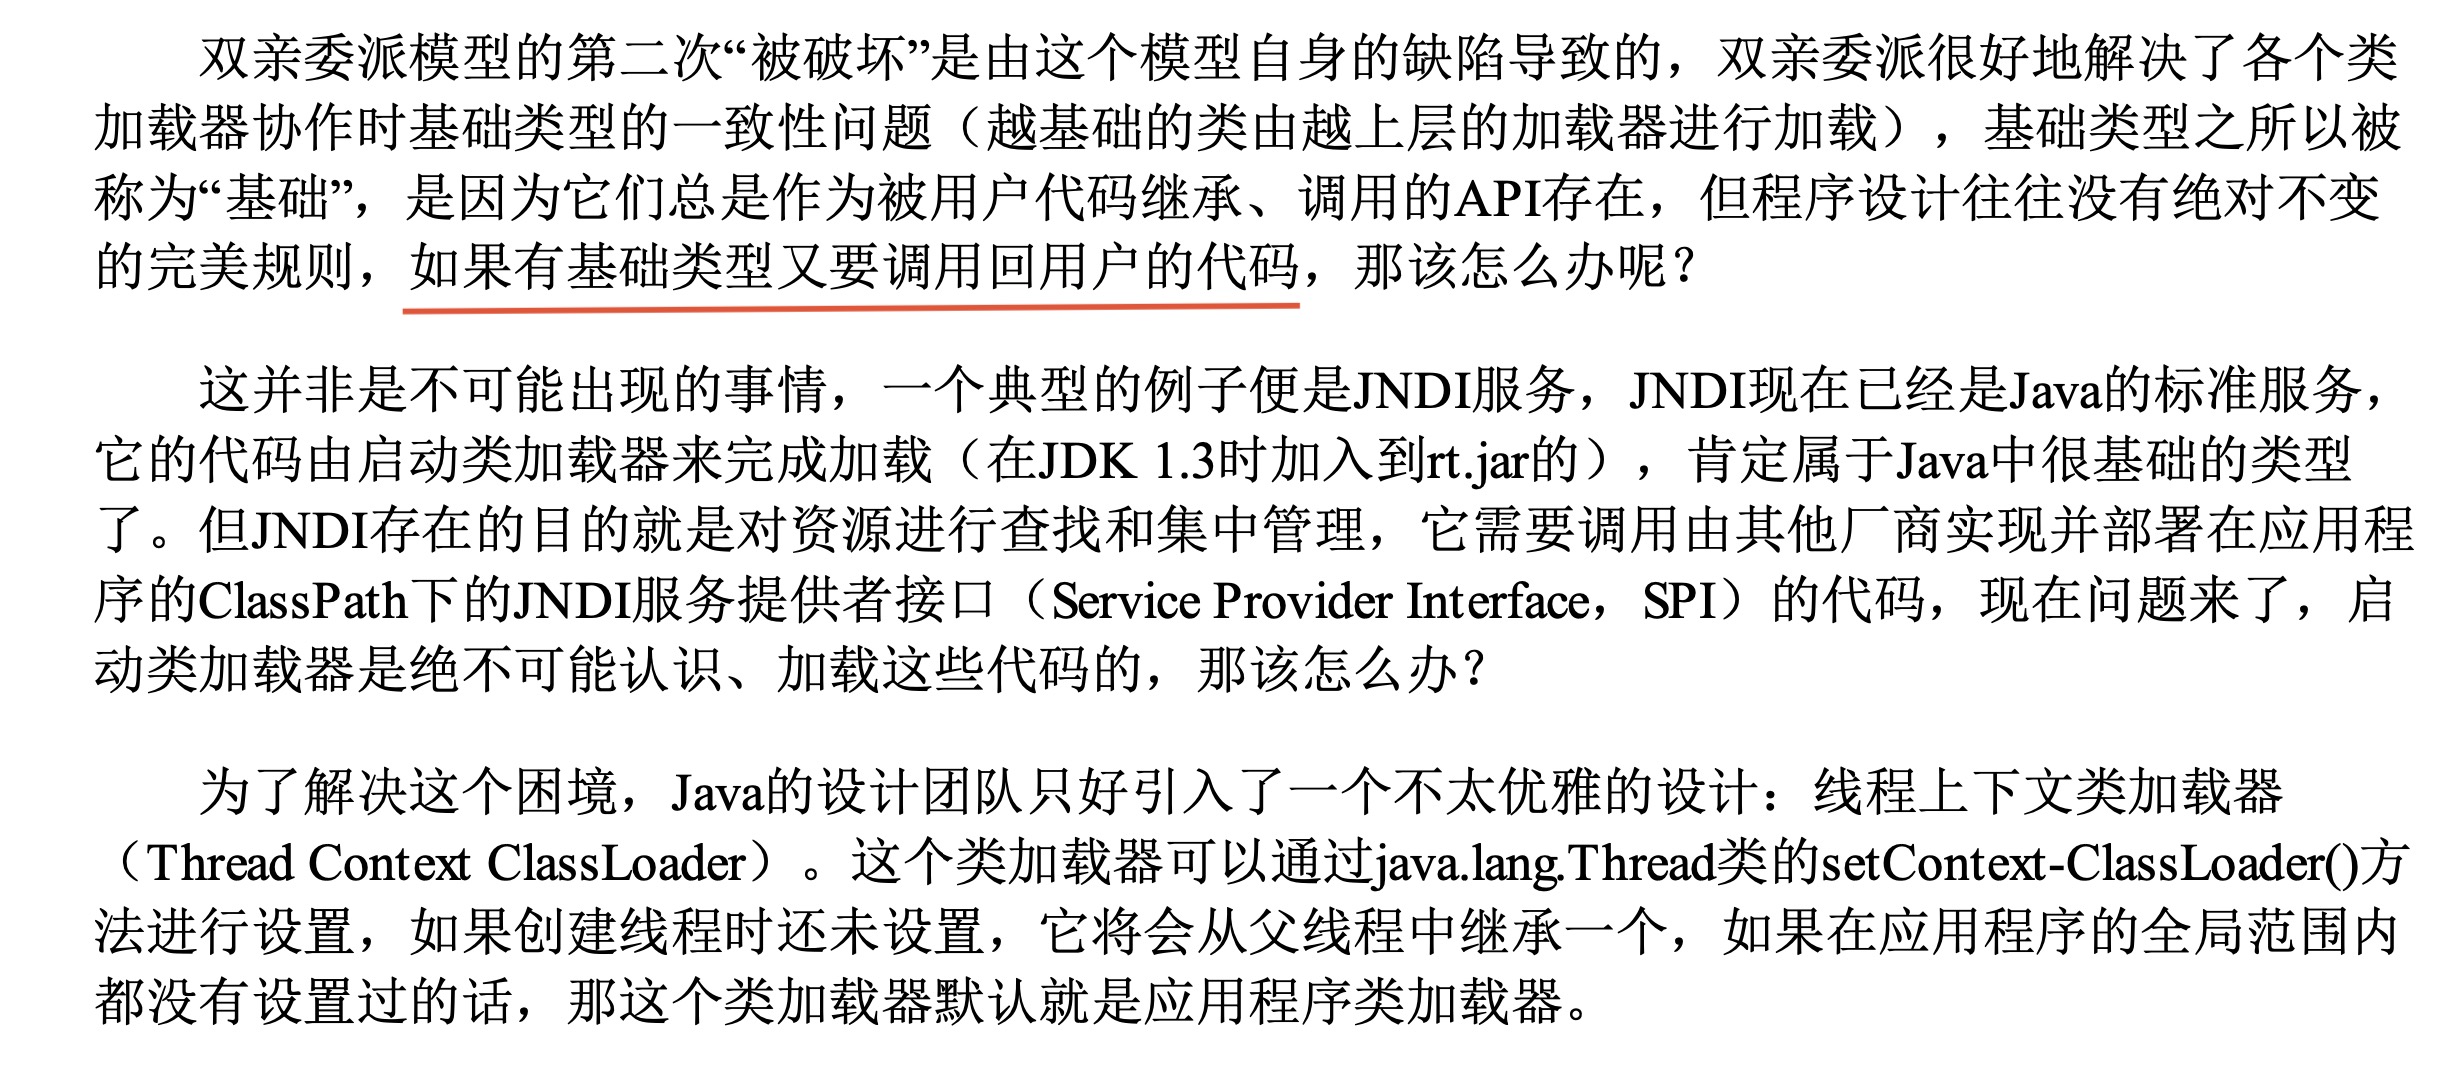 双亲委派模型的第二次“被破坏”是由这个模型自身的缺陷导致的，双亲委派很好地解决了各个类
加载器协作时基础类型的一致性问题（越基础的类由越上层的加载器进行加载），基础类型之所以被
称为“基础”，是因为它们总是作为被用户代码继承、调用的API存在，但程序设计往往没有绝对不变
的完美规则，如果有基础类型又要调用回用户的代码，那该怎么办呢？
这并非是不可能出现的事情，一个典型的例子便是JNDI服务，JNDI现在已经是Java的标准服务，
它的代码由启动类加载器来完成加载（在JDK 1.3时加入到rt.jar的），肯定属于Java中很基础的类型
了。但JNDI存在的目的就是对资源进行查找和集中管理，它需要调用由其他厂商实现并部署在应用程
序的ClassPath下的JNDI服务提供者接口（Service Provider Interface，SPI）的代码，现在问题来了，启
动类加载器是绝不可能认识、加载这些代码的，那该怎么办？
为了解决这个困境，Java的设计团队只好引入了一个不太优雅的设计：线程上下文类加载器
（Thread Context ClassLoader）。这个类加载器可以通过java.lang.Thread类的setContext-ClassLoader()方
法进行设置，如果创建线程时还未设置，它将会从父线程中继承一个，如果在应用程序的全局范围内
都没有设置过的话，那这个类加载器默认就是应用程序类加载器。